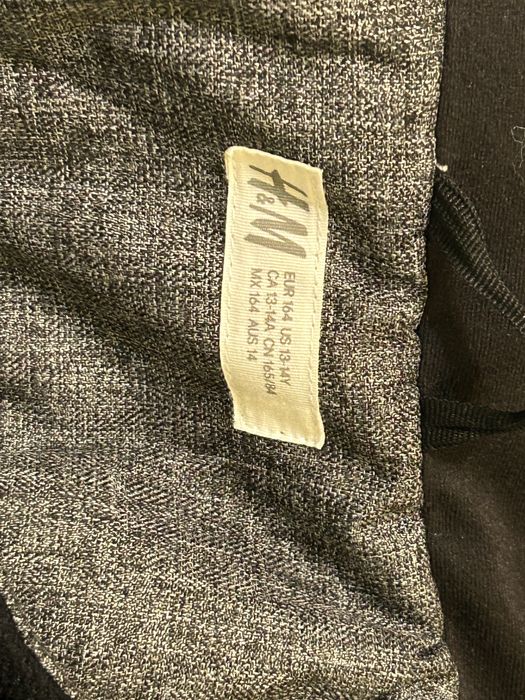 H&M
EUR 164 US 13-14Y
CA 13-14A CN 165/84
MX 164 AUS 14